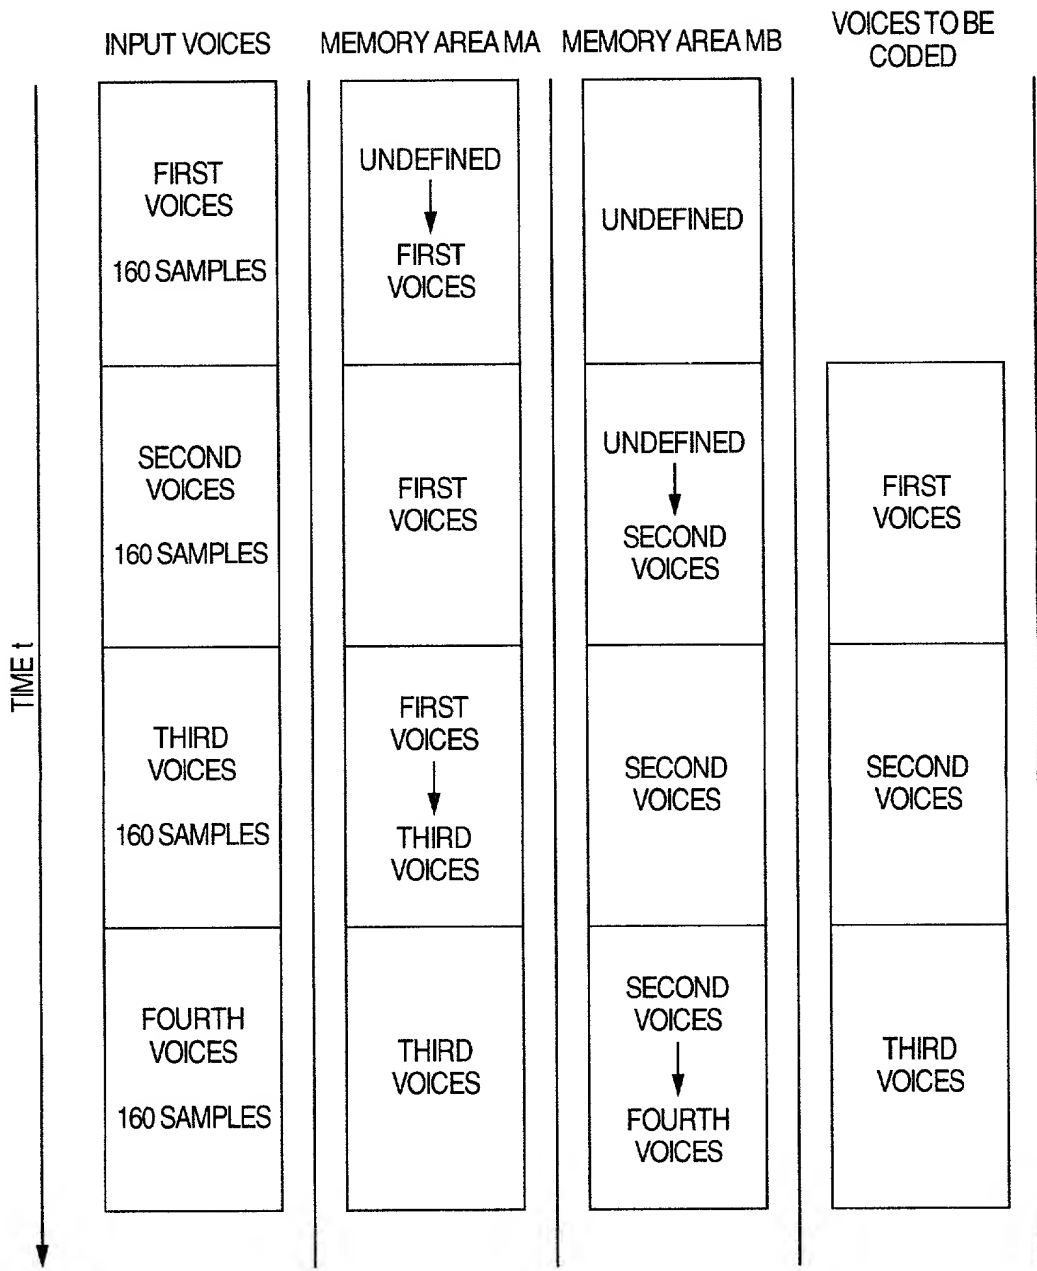 INPUT VOICES
MEMORY AREA MA
MEMORY AREA MB
VOICES TO BE
CODED
TIME t
FIRST
VOICES
160 SAMPLES
UNDEFINED
FIRST
VOICES
UNDEFINED
SECOND
VOICES
160 SAMPLES
FIRST
VOICES
UNDEFINED
SECOND
VOICES
FIRST
VOICES
THIRD
VOICES
160 SAMPLES
FIRST
VOICES
THIRD
VOICES
SECOND
VOICES
SECOND
VOICES
FOURTH
VOICES
160 SAMPLES
THIRD
VOICES
SECOND
VOICES
FOURTH
VOICES
THIRD
VOICES